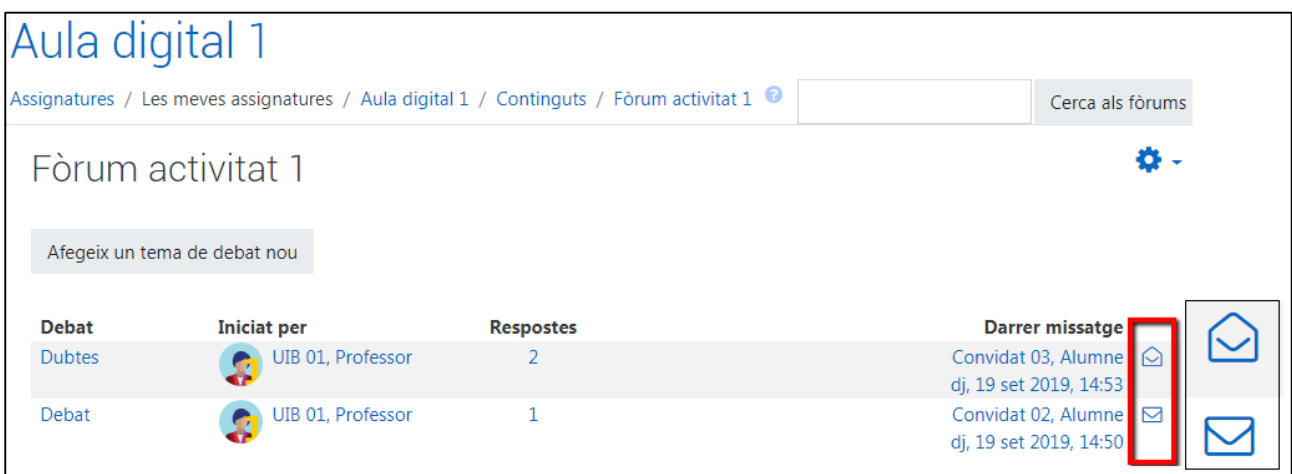 Aula digital 1
Assignatures / Les meves assignatures / Aula digital 1 / Continguts / Fòrum activitat 1 ?
Cerca als fòrums
Fòrum activitat 1
Afegeix un tema de debat nou
Debat Iniciat per Respostes Darrer missatge
Dubtes UIB 01, Professor 2 Convidat 03, Alumne
dj, 19 set 2019, 14:53
Debat UIB 01, Professor 1 Convidat 02, Alumne
dj, 19 set 2019, 14:50